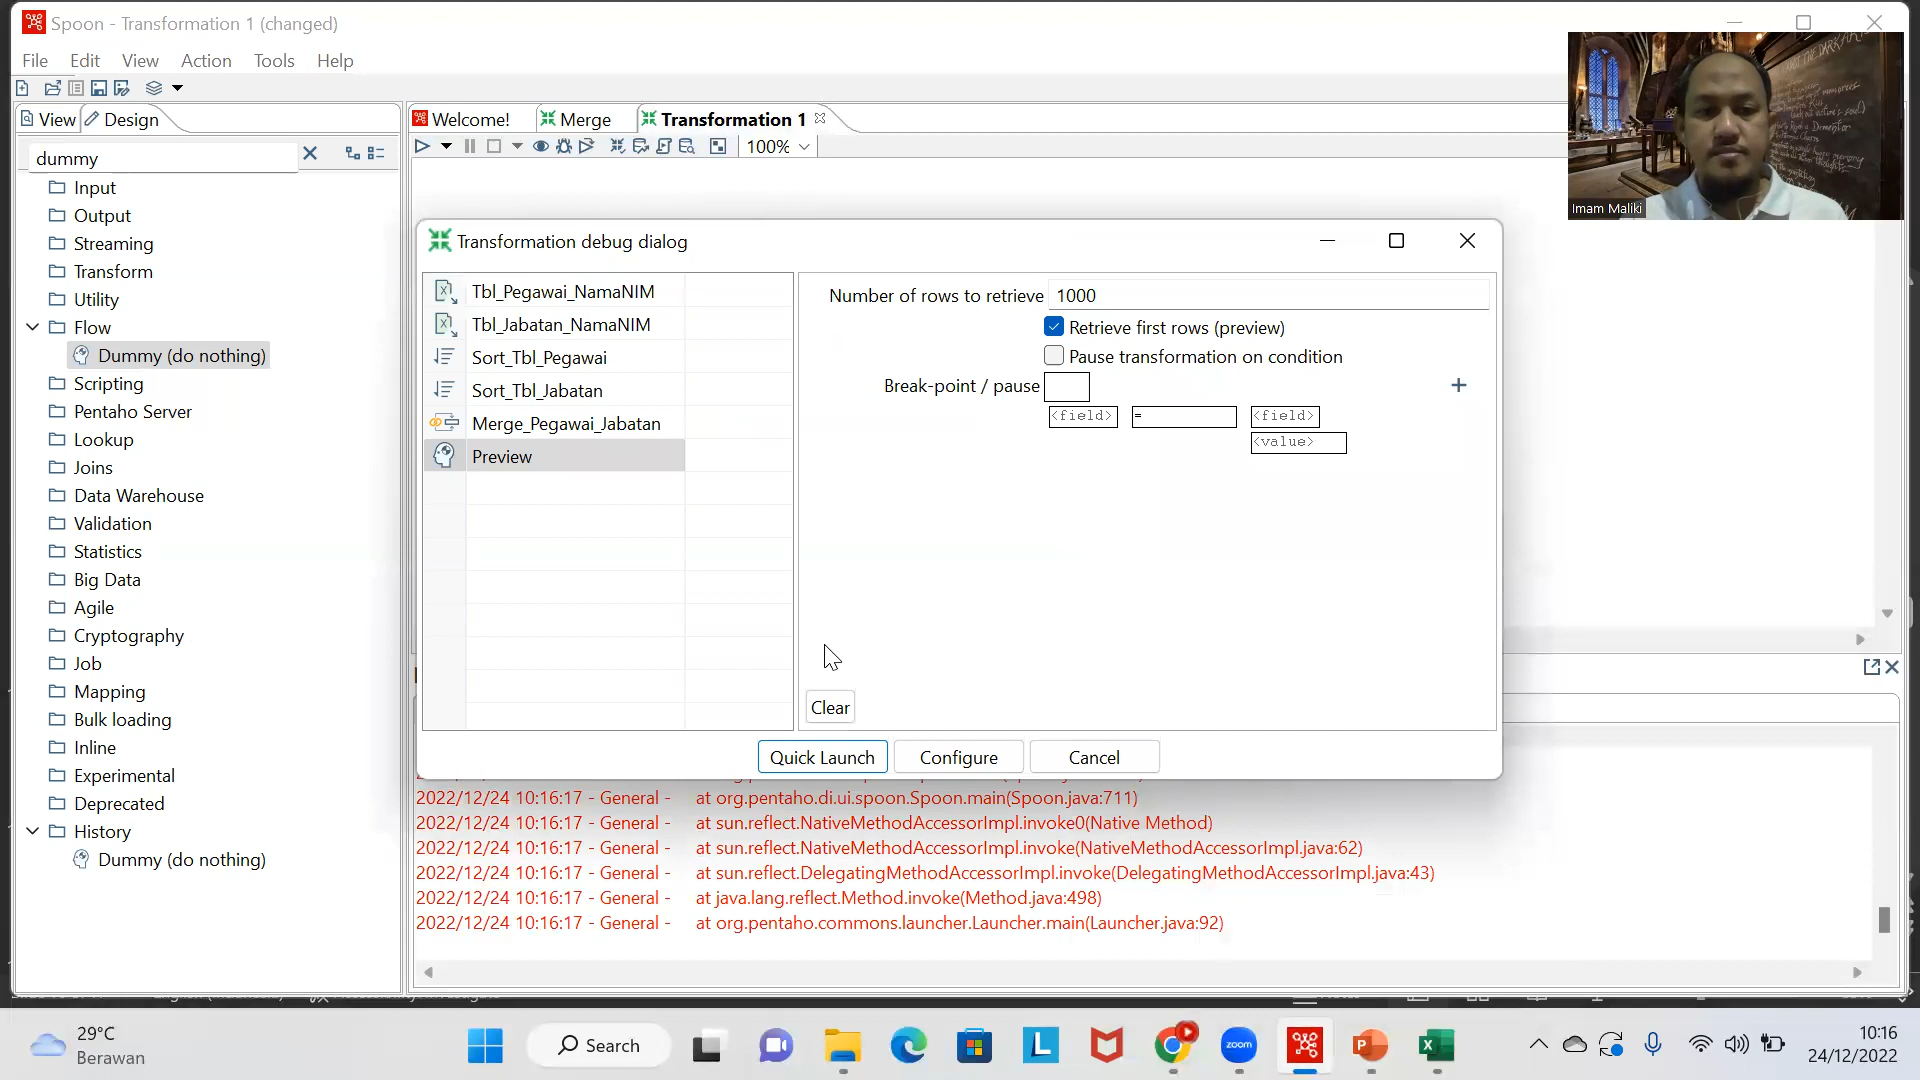 Spoon - Transformation 1 (changed)
File Edit View Action Tools Help
View Design
Welcome! Merge Transformation 1
dummy
100%
Input
Output
Streaming
Transform
Utility
Flow
Dummy (do nothing)
Scripting
Pentaho Server
Lookup
Joins
Data Warehouse
Validation
Statistics
Big Data
Agile
Cryptography
Job
Mapping
Bulk loading
Inline
Experimental
Deprecated
History
Dummy (do nothing)
Transformation debug dialog
Tbl_Pegawai_NamaNIM
Tbl_Jabatan_NamaNIM
Sort_Tbl_Pegawai
Sort_Tbl_Jabatan
Merge_Pegawai_Jabatan
Preview
Number of rows to retrieve 1000
Retrieve first rows (preview)
Pause transformation on condition
Break-point / pause
<field> = <field>
<value>
Clear
Quick Launch Configure Cancel
2022/12/24 10:16:17 - General - at org.pentaho.di.ui.spoon.Spoon.main(Spoon.java:711)
2022/12/24 10:16:17 - General - at sun.reflect.NativeMethodAccessorImpl.invoke0(Native Method)
2022/12/24 10:16:17 - General - at sun.reflect.NativeMethodAccessorImpl.invoke(NativeMethodAccessorImpl.java:62)
2022/12/24 10:16:17 - General - at sun.reflect.DelegatingMethodAccessorImpl.invoke(DelegatingMethodAccessorImpl.java:43)
2022/12/24 10:16:17 - General - at java.lang.reflect.Method.invoke(Method.java:498)
2022/12/24 10:16:17 - General - at org.pentaho.commons.launcher.Launcher.main(Launcher.java:92)
Imam Maliki
29°C
Berawan
Search
zoom
10:16
24/12/2022